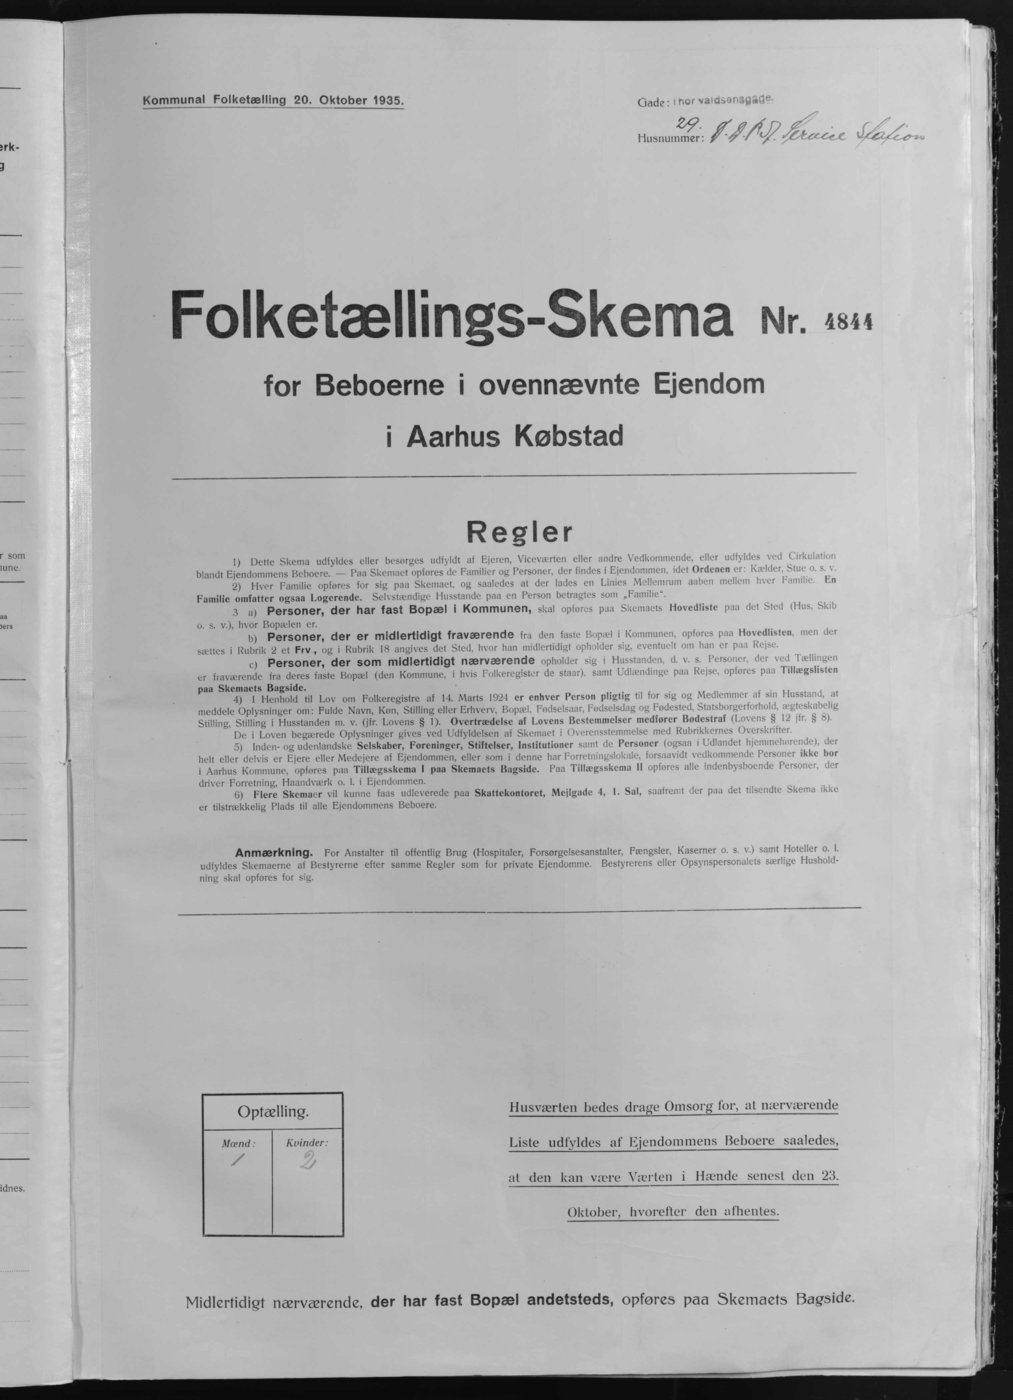 Kommunal Folketælling 20. Oktober 1935.
Gade: Thorvaldsensgade.
29.
Husnummer: Service Station
Folketællings-Skema Nr. 4844
for Beboerne i ovennævnte Ejendom
i Aarhus Købstad
Regler
1) Dette Skema udfyldes eller besørges udfyldt af Ejeren, Viceværten eller andre Vedkommende, eller udfyldes ved Cirkulation
blandt Ejendommens Beboere. — Paa Skemaet opføres de Familier og Personer, der findes i Ejendommen, idet Ordenen er: Kælder, Stue o. s. v.
2) Hver Familie opføres for sig paa Skemaet, og saaledes at der lades en Linies Mellemrum aaben mellem hver Familie. En
Familie omfatter ogsaa Logerende. Selvstændige Husstande paa en Person betragtes som „Familie“.
3 a) Personer, der har fast Bopæl i Kommunen, skal opføres paa Skemaets Hovedliste paa det Sted (Hus, Skib
o. s. v.), hvor Bopælen er.
b) Personer, der er midlertidigt fraværende fra den faste Bopæl i Kommunen, opføres paa Hovedlisten, men der
sættes i Rubrik 2 et Frv, og i Rubrik 18 angives det Sted, hvor han midlertidigt opholder sig, eventuelt om han er paa Rejse.
c) Personer, der som midlertidigt nærværende opholder sig i Husstanden, d. v. s. Personer, der ved Tællingen
er fraværende fra deres faste Bopæl (den Kommune, i hvis Folkeregister de staar), samt Udlændinge paa Rejse, opføres paa Tillægslisten
paa Skemaets Bagside.
4) I Henhold til Lov om Folkeregistre af 14. Marts 1924 er enhver Person pligtig til for sig og Medlemmer af sin Husstand, at
meddele Oplysninger om: Fulde Navn, Køn, Stilling eller Erhverv, Bopæl, Fødselsaar, Fødselsdag og Fødested, Statsborgerforhold, ægteskabelig
Stilling, Stilling i Husstanden m. v. (jfr. Lovens § 1). Overtrædelse af Lovens Bestemmelser medfører Bødestraf (Lovens § 12 jfr. § 8).
De i Loven begærede Oplysninger gives ved Udfyldelsen af Skemaet i Overensstemmelse med Rubrikkernes Overskrifter.
5) Inden- og udenlandske Selskaber, Foreninger, Stiftelser, Institutioner samt de Personer (ogsaa i Udlandet hjemmehørende), der
helt eller delvis er Ejere eller Medejere af Ejendommen, eller som i denne har Forretningslokale, forsaavidt vedkommende Personer ikke bor
i Aarhus Kommune, opføres paa Tillægsskema I paa Skemaets Bagside. Paa Tillægsskema II opføres alle indenbysboende Personer, der
driver Forretning, Haandværk o. l. i Ejendommen.
6) Flere Skemaer vil kunne faas udleverede paa Skattekontoret, Mejlgade 4, 1. Sal, saafremt der paa det tilsendte Skema ikke
er tilstrækkelig Plads til alle Ejendommens Beboere.
Anmærkning. For Anstalter til offentlig Brug (Hospitaler, Forsørgelsesanstalter, Fængsler, Kaserner o. s. v.) samt Hoteller o. l.
udfyldes Skemaerne af Bestyrerne efter samme Regler som for private Ejendomme. Bestyrerens eller Opsynspersonalets særlige Hushold-
ning skal opføres for sig.
Optælling.
Mænd: Kvinder:
1 2
Husværten bedes drage Omsorg for, at nærværende
Liste udfyldes af Ejendommens Beboere saaledes,
at den kan være Værten i Hænde senest den 23.
Oktober, hvorefter den afhentes.
Midlertidigt nærværende, der har fast Bopæl andetsteds, opføres paa Skemaets Bagside.